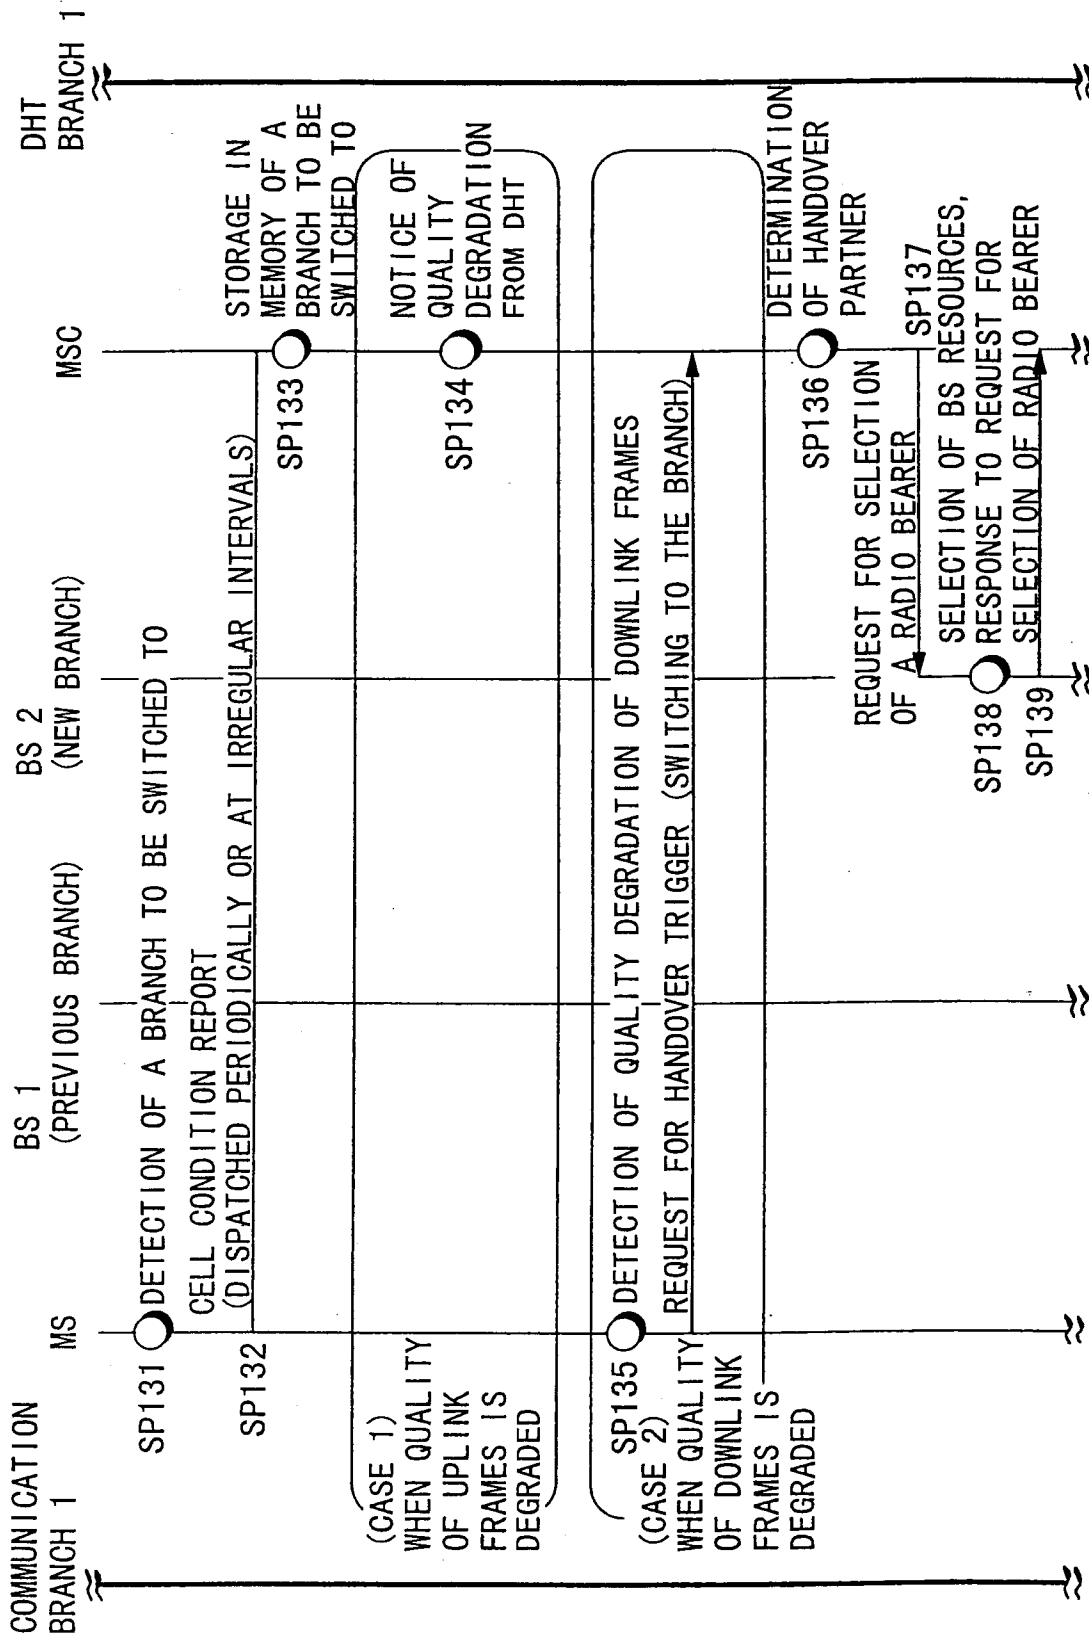 COMMUNICATION
BRANCH 1
MS
BS 1
(PREVIOUS BRANCH)
BS 2
(NEW BRANCH)
MSC
DHT
BRANCH 1
SP131
DETECTION OF A BRANCH TO BE SWITCHED TO
CELL CONDITION REPORT
(DISPATCHED PERIODICALLY OR AT IRREGULAR INTERVALS)
SP132
STORAGE IN
MEMORY OF A
BRANCH TO BE
SWITCHED TO
SP133
(CASE 1)
WHEN QUALITY
OF UPLINK
FRAMES IS
DEGRADED
NOTICE OF
QUALITY
DEGRADATION
FROM DHT
SP134
SP135
DETECTION OF QUALITY DEGRADATION OF DOWNLINK FRAMES
(CASE 2)
WHEN QUALITY
OF DOWNLINK
FRAMES IS
DEGRADED
REQUEST FOR HANDOVER TRIGGER (SWITCHING TO THE BRANCH)
DETERMINATION
OF HANDOVER
PARTNER
SP136
REQUEST FOR SELECTION
OF A RADIO BEARER
SP137
SELECTION OF BS RESOURCES,
RESPONSE TO REQUEST FOR
SELECTION OF RADIO BEARER
SP138
SP139